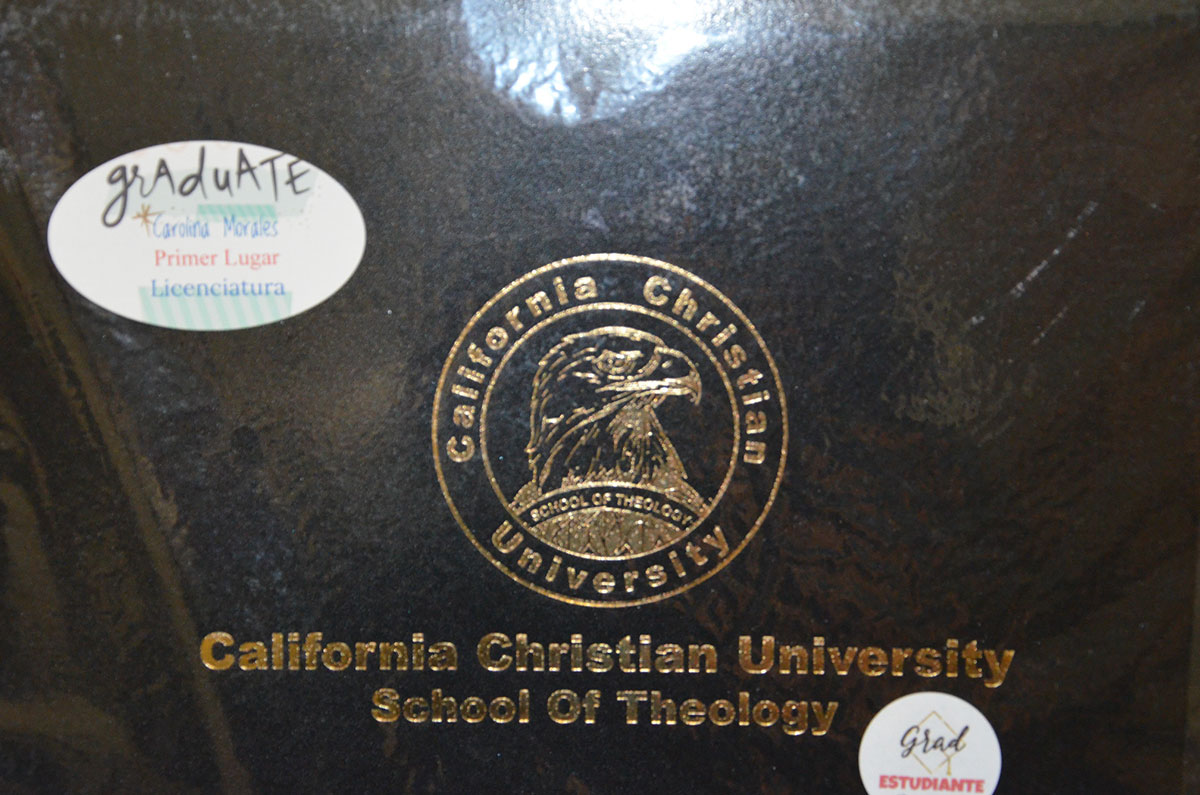 grAduATE
Carolina Morales
Primer Lugar
Licenciatura
California Christian
University
SCHOOL OF THEOLOGY
California Christian University
School Of Theology
Grad
ESTUDIANTE